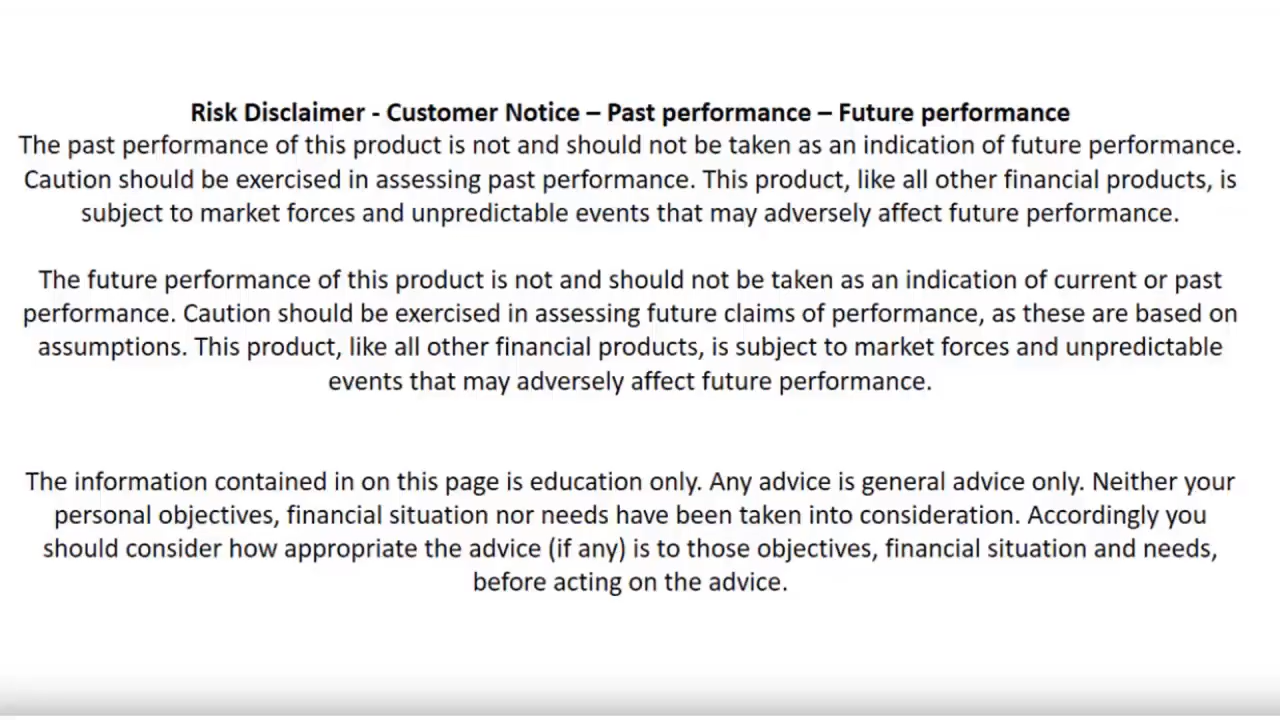 Risk Disclaimer - Customer Notice – Past performance – Future performance
The past performance of this product is not and should not be taken as an indication of future performance.
Caution should be exercised in assessing past performance. This product, like all other financial products, is
subject to market forces and unpredictable events that may adversely affect future performance.
The future performance of this product is not and should not be taken as an indication of current or past
performance. Caution should be exercised in assessing future claims of performance, as these are based on
assumptions. This product, like all other financial products, is subject to market forces and unpredictable
events that may adversely affect future performance.
The information contained in on this page is education only. Any advice is general advice only. Neither your
personal objectives, financial situation nor needs have been taken into consideration. Accordingly you
should consider how appropriate the advice (if any) is to those objectives, financial situation and needs,
before acting on the advice.